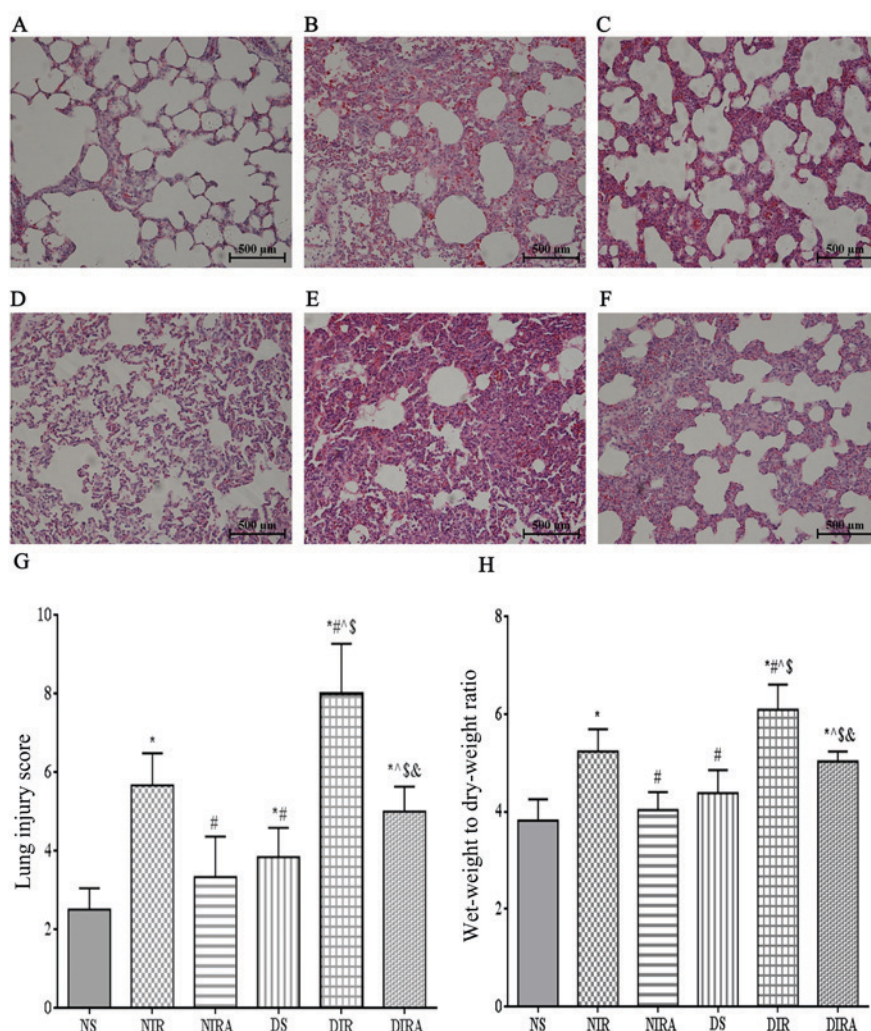 A
B
C
500 µm
500 µm
500 µm
D
E
F
500 µm
500 µm
500 µm
G
H
Lung injury score
10
8
6
4
2
0
*
#
*#
*#^$
*^$&
NS
NIR
NIRA
DS
DIR
DIRA
Wet-weight to dry-weight ratio
8
6
4
2
0
*
#
#
*#^$
*^$&
NS
NIR
NIRA
DS
DIR
DIRA